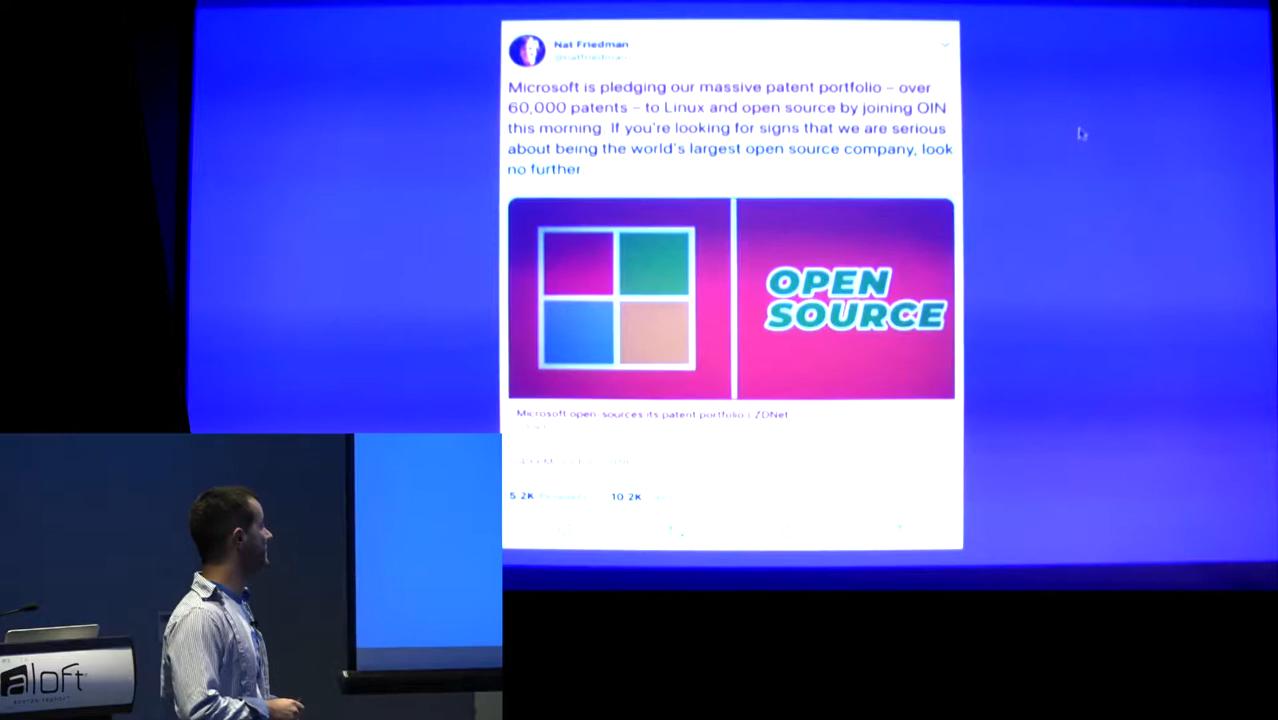 Nat Friedman
@natfriedman
Microsoft is pledging our massive patent portfolio – over
60,000 patents – to Linux and open source by joining OIN
this morning. If you're looking for signs that we are serious
about being the world's largest open source company, look
no further
OPEN
SOURCE
Microsoft open-sources its patent portfolio | ZDNet
5.2K
10.2K
aloft